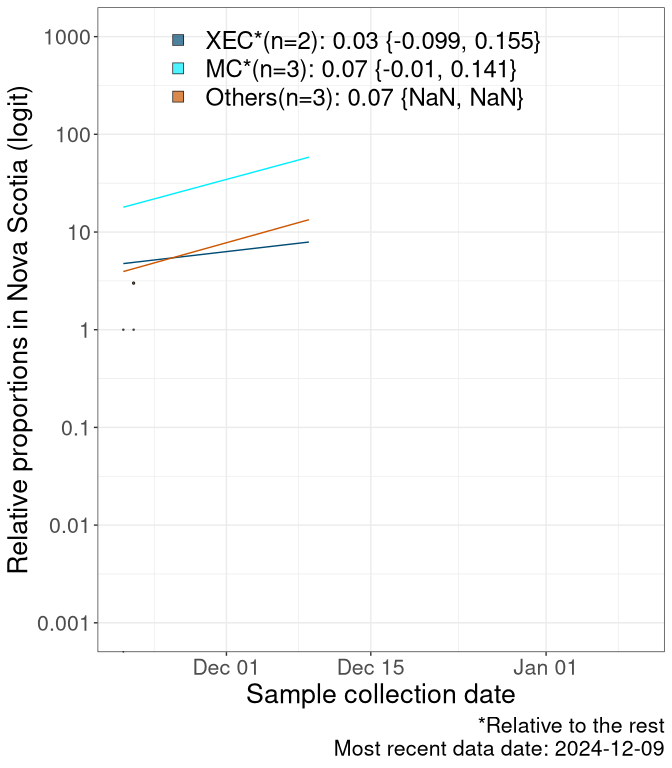 XEC*(n=2): 0.03 {-0.099, 0.155}
MC*(n=3): 0.07 {-0.01, 0.141}
Others(n=3): 0.07 {NaN, NaN}
Relative proportions in Nova Scotia (logit)
1000
100
10
1
0.1
0.01
0.001
Dec 01 Dec 15 Jan 01
Sample collection date
*Relative to the rest
Most recent data date: 2024-12-09